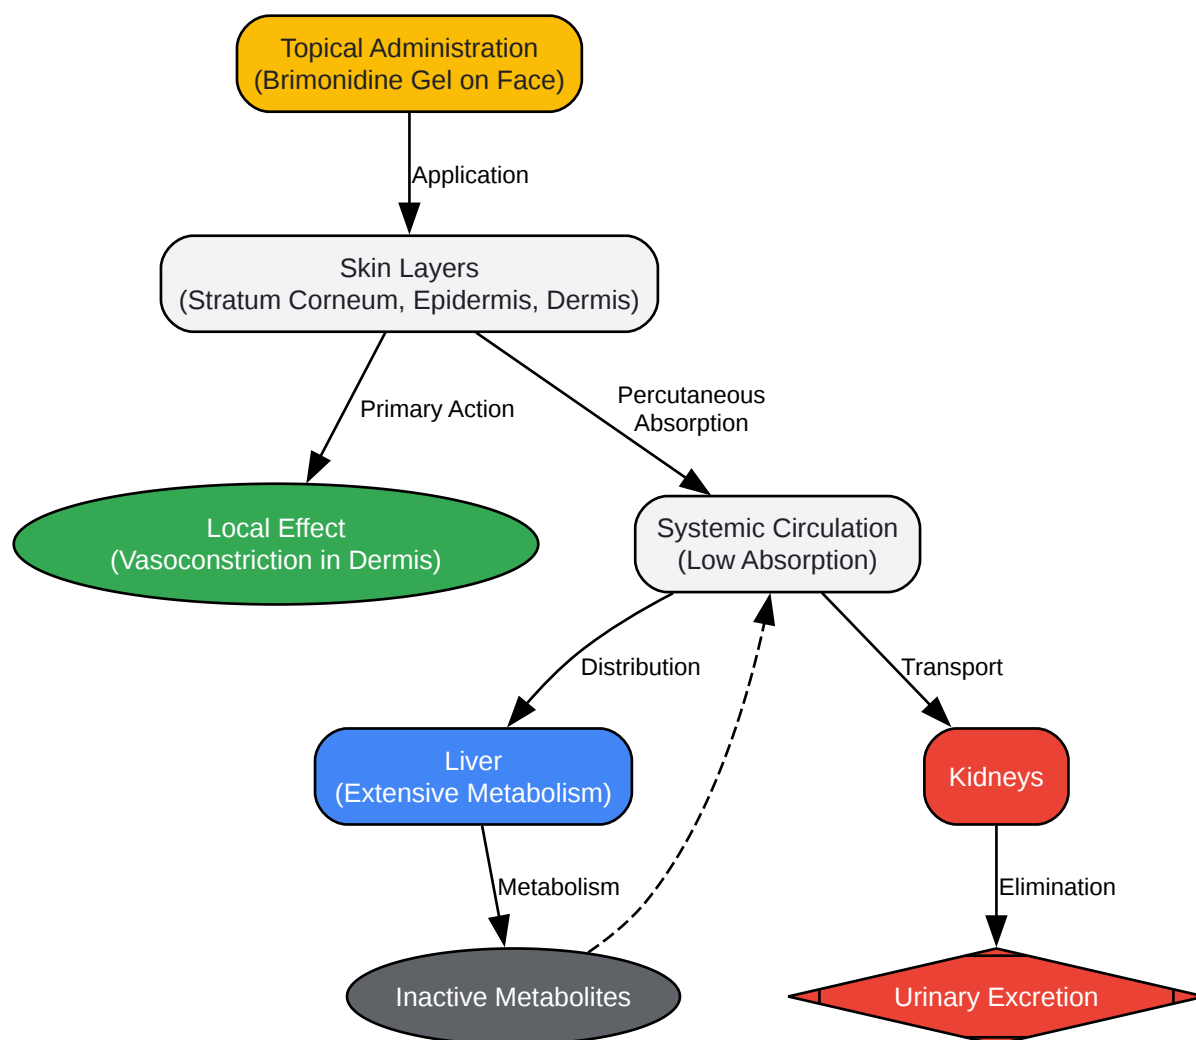 Topical Administration
(Brimonidine Gel on Face)
Application
Skin Layers
(Stratum Corneum, Epidermis, Dermis)
Primary Action
Percutaneous
Absorption
Local Effect
(Vasoconstriction in Dermis)
Systemic Circulation
(Low Absorption)
Distribution
Transport
Liver
(Extensive Metabolism)
Kidneys
Metabolism
Elimination
Inactive Metabolites
Urinary Excretion